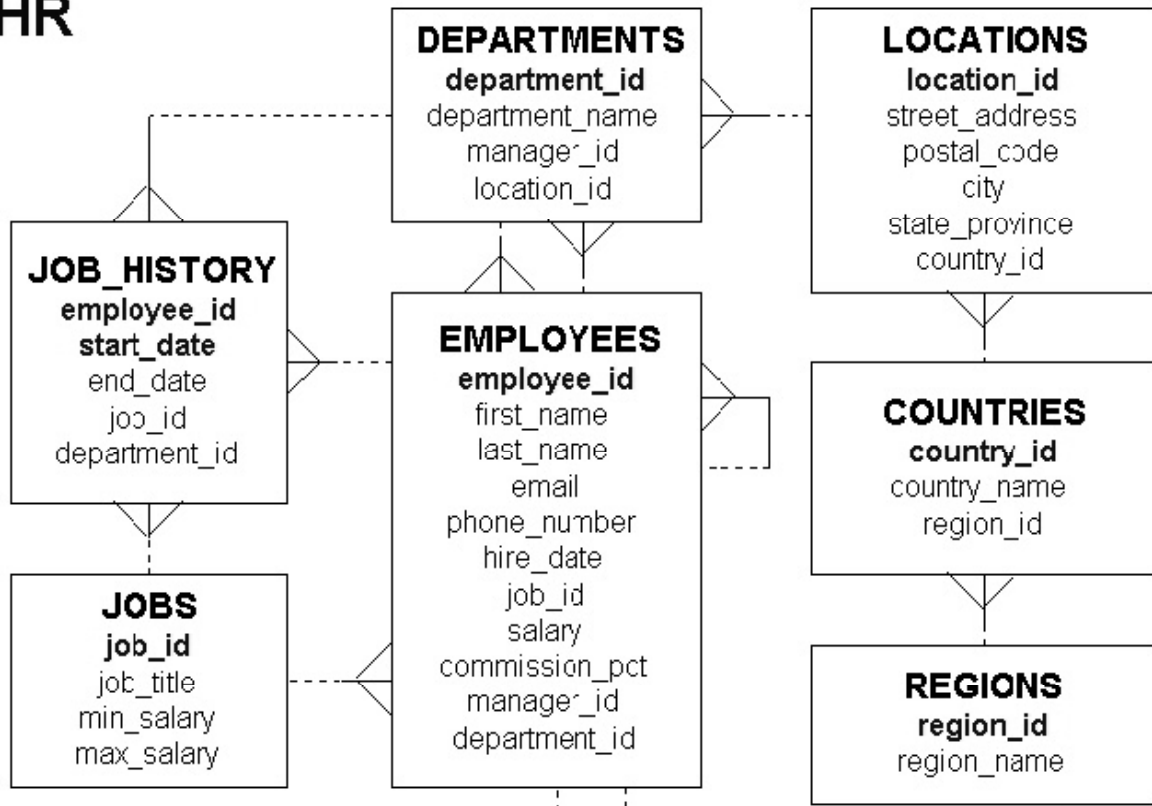 HR
DEPARTMENTS
department_id
department_name
manager_id
location_id
LOCATIONS
location_id
street_address
postal_code
city
state_province
country_id
JOB_HISTORY
employee_id
start_date
end_date
job_id
department_id
EMPLOYEES
employee_id
first_name
last_name
email
phone_number
hire_date
job_id
salary
commission_pct
manager_id
department_id
COUNTRIES
country_id
country_name
region_id
JOBS
job_id
job_title
min_salary
max_salary
REGIONS
region_id
region_name